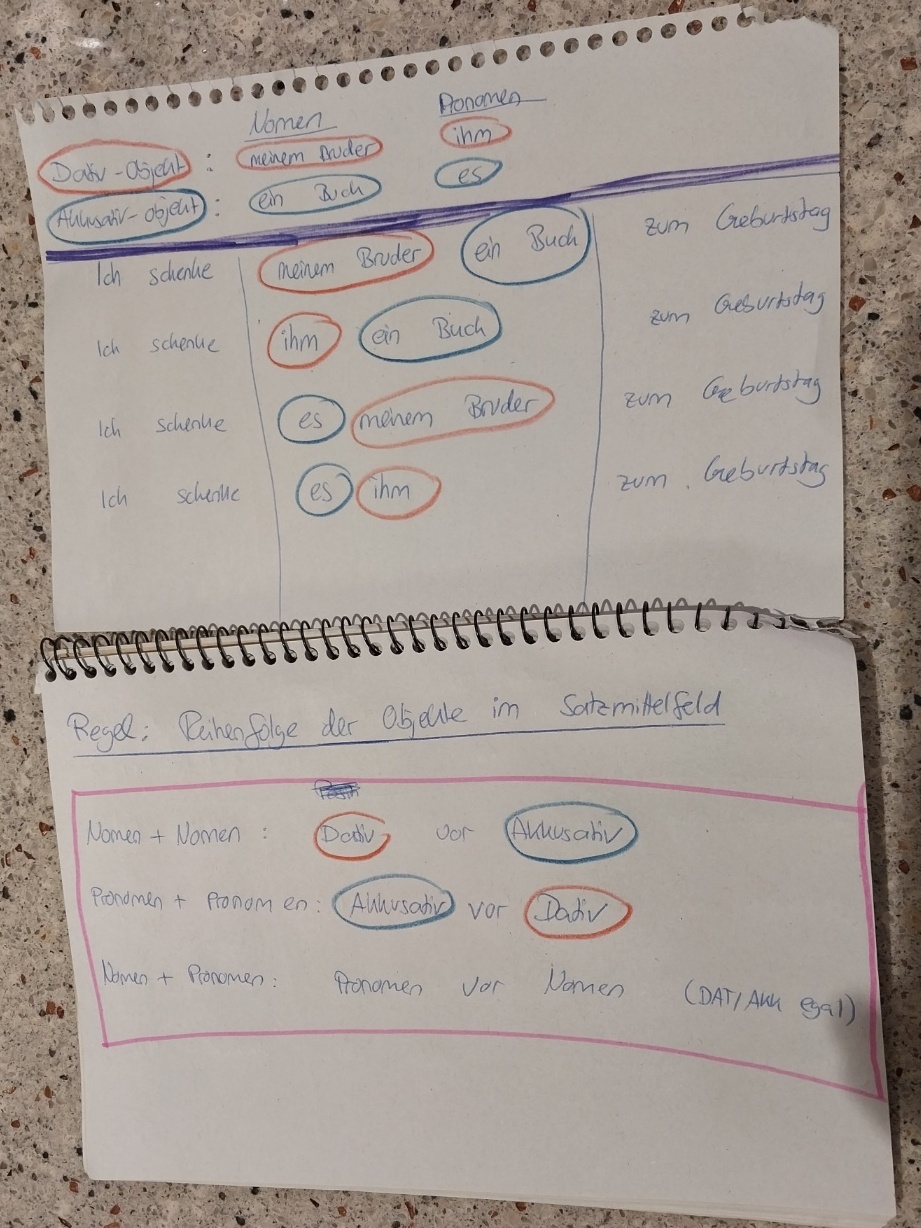 Nomen Pronomen
Dativ-Objekt : meinem Bruder ihm
Akkusativ-objekt : ein Buch es
Ich schenke meinem Bruder ein Buch zum Geburtstag
Ich schenke ihm ein Buch zum Geburtstag
Ich schenke es meinem Bruder zum Geburtstag
Ich schenke es ihm zum Geburtstag
Regel: Reihenfolge der Objekte im Satzmittelfeld
Nomen + Nomen : Dativ vor Akkusativ
Pronomen + Pronomen: Akkusativ vor Dativ
Nomen + Pronomen: Pronomen vor Nomen (DAT/Akk egal)